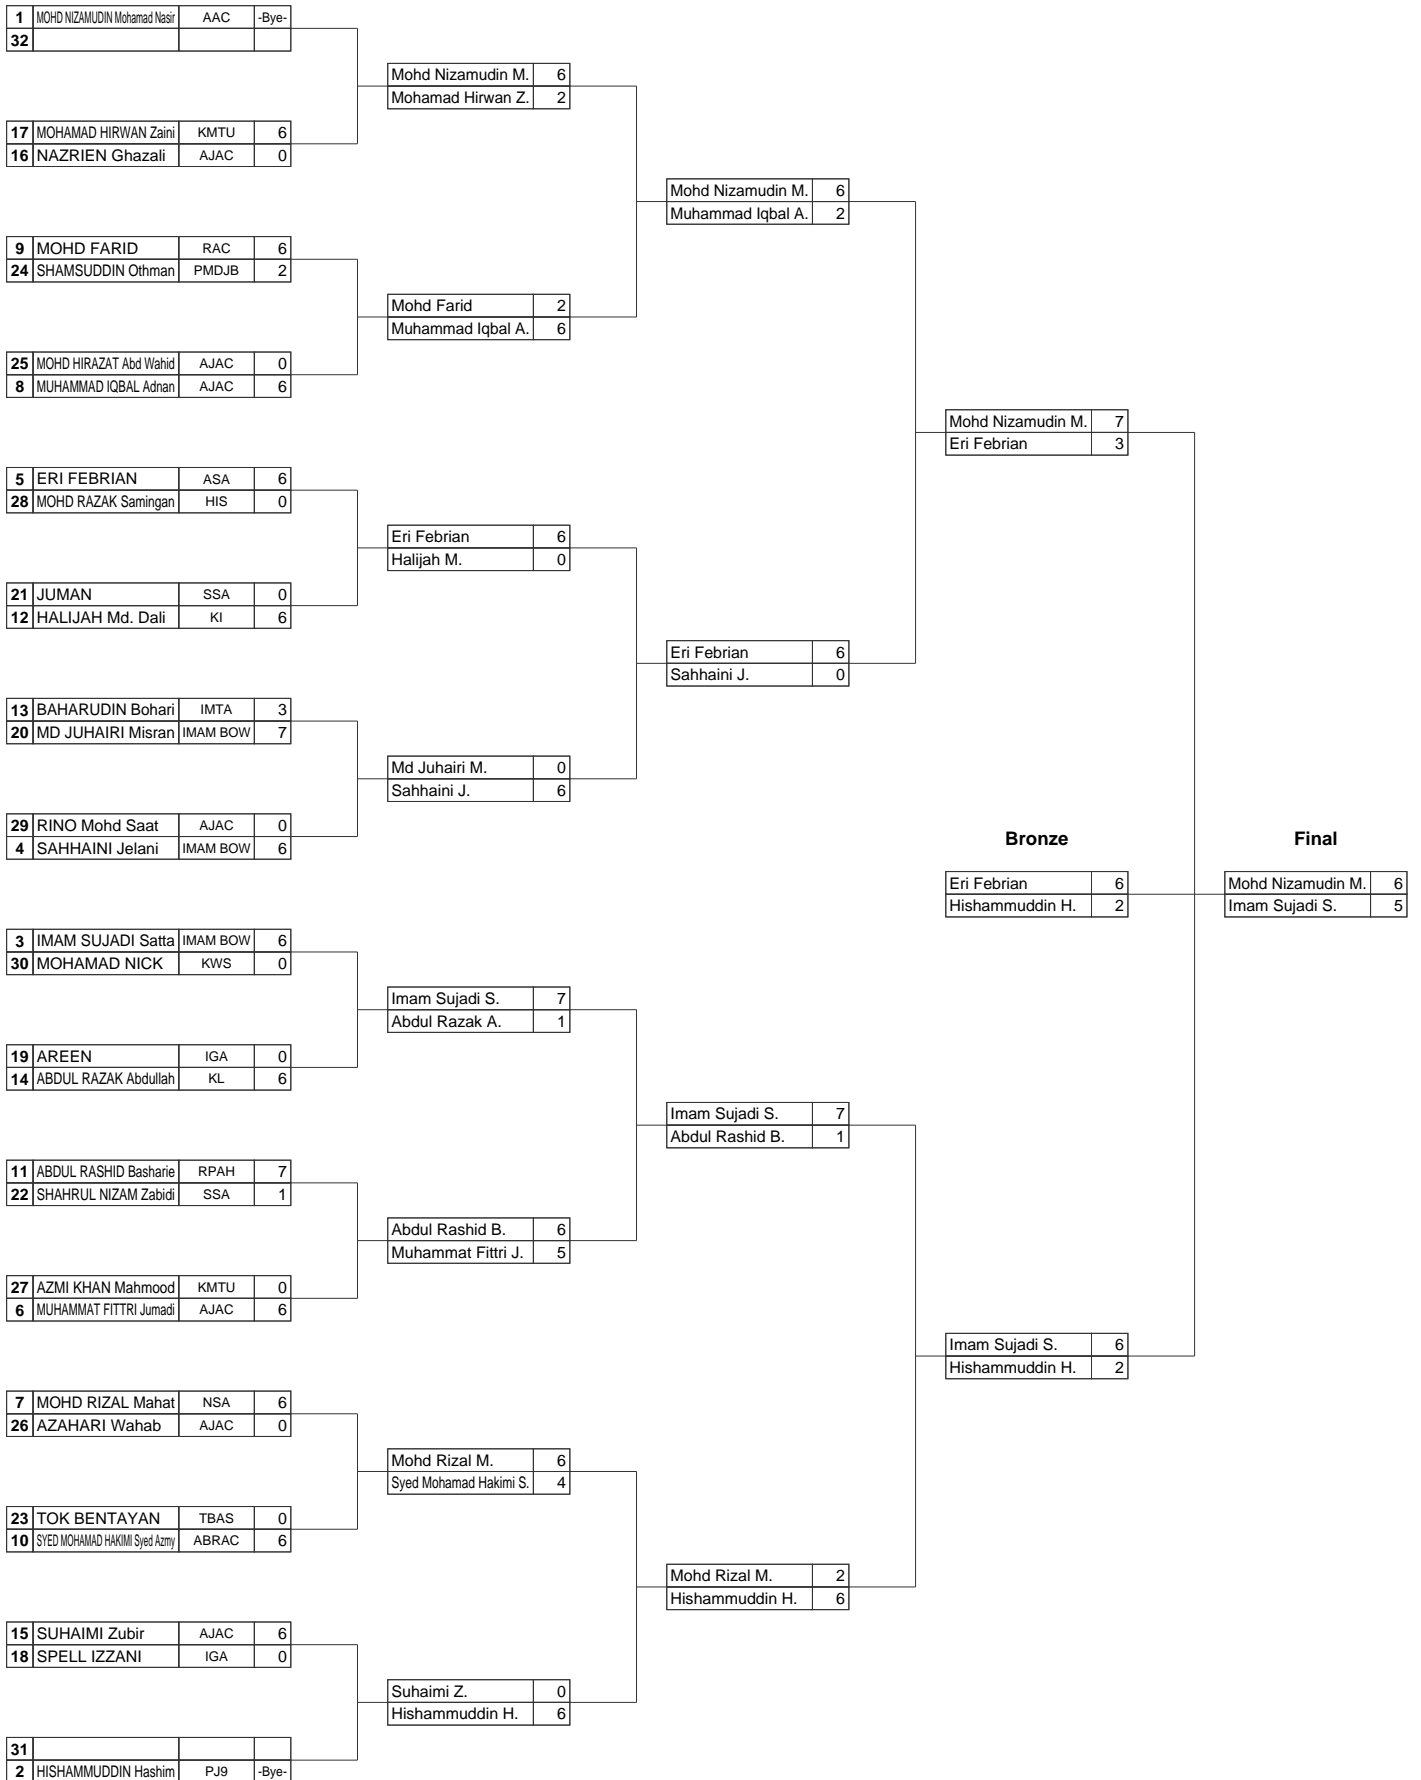 1 MOHD NIZAMUDIN Mohamad Nasir AAC -Bye-
32
Mohd Nizamudin M. 6
Mohamad Hirwan Z. 2
17 MOHAMAD HIRWAN Zaini KMTU 6
16 NAZRIEN Ghazali AJAC 0
Mohd Nizamudin M. 6
Muhammad Iqbal A. 2
9 MOHD FARID RAC 6
24 SHAMSUDDIN Othman PMDJB 2
Mohd Farid 2
Muhammad Iqbal A. 6
25 MOHD HIRAZAT Abd Wahid AJAC 0
8 MUHAMMAD IQBAL Adnan AJAC 6
Mohd Nizamudin M. 7
Eri Febrian 3
5 ERI FEBRIAN ASA 6
28 MOHD RAZAK Samingan HIS 0
Eri Febrian 6
Halijah M. 0
21 JUMAN SSA 0
12 HALIJAH Md. Dali KI 6
Eri Febrian 6
Sahhaini J. 0
13 BAHARUDIN Bohari IMTA 3
20 MD JUHAIRI Misran IMAM BOW 7
Md Juhairi M. 0
Sahhaini J. 6
29 RINO Mohd Saat AJAC 0
4 SAHHAINI Jelani IMAM BOW 6
Bronze Final
Eri Febrian 6 Mohd Nizamudin M. 6
Hishammuddin H. 2 Imam Sujadi S. 5
3 IMAM SUJADI Satta IMAM BOW 6
30 MOHAMAD NICK KWS 0
Imam Sujadi S. 7
Abdul Razak A. 1
19 AREEN IGA 0
14 ABDUL RAZAK Abdullah KL 6
Imam Sujadi S. 7
Abdul Rashid B. 1
11 ABDUL RASHID Basharie RPAH 7
22 SHAHRUL NIZAM Zabidi SSA 1
Abdul Rashid B. 6
Muhammat Fittri J. 5
27 AZMI KHAN Mahmood KMTU 0
6 MUHAMMAT FITTRI Jumadi AJAC 6
Imam Sujadi S. 6
Hishammuddin H. 2
7 MOHD RIZAL Mahat NSA 6
26 AZAHARI Wahab AJAC 0
Mohd Rizal M. 6
Syed Mohamad Hakimi S. 4
23 TOK BENTAYAN TBAS 0
10 SYED MOHAMAD HAKIMI Syed Azmy ABRAC 6
Mohd Rizal M. 2
Hishammuddin H. 6
15 SUHAIMI Zubir AJAC 6
18 SPELL IZZANI IGA 0
Suhaimi Z. 0
Hishammuddin H. 6
31
2 HISHAMMUDDIN Hashim PJ9 -Bye-